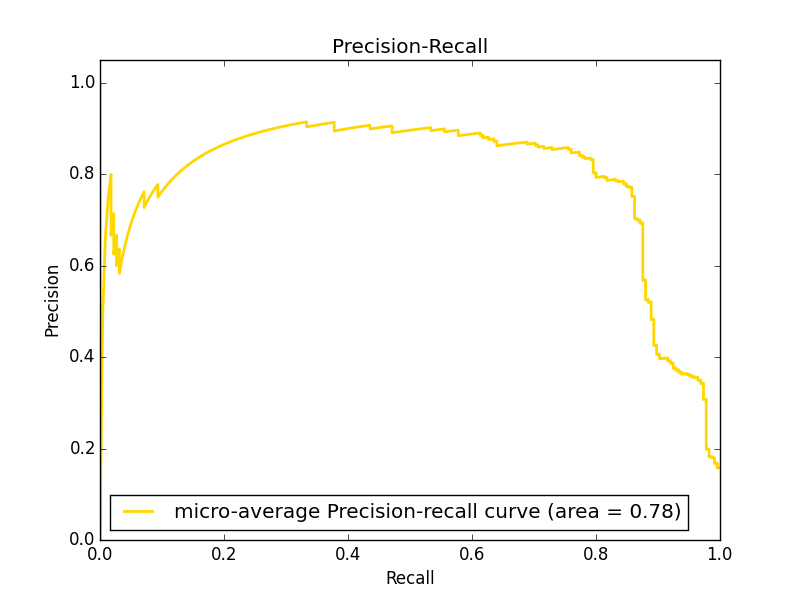 Precision-Recall
1.0
0.8
0.6
0.4
0.2
0.0
Precision
micro-average Precision-recall curve (area = 0.78)
0.0 0.2 0.4 0.6 0.8 1.0
Recall